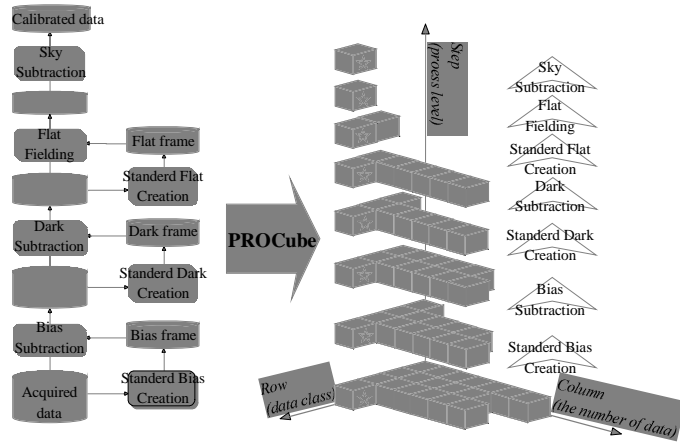 Calibrated data
Sky
Subtraction
Flat
Fielding
Flat frame
Standerd Flat
Creation
Dark
Subtraction
Dark frame
Standerd Dark
Creation
Bias
Subtraction
Bias frame
Standerd Bias
Creation
Acquired
data
PROCube
Step
(process level)
Row
(data class)
Column
(the number of data)
Sky
Subtraction
Flat
Fielding
Standerd Flat
Creation
Dark
Subtraction
Standerd Dark
Creation
Bias
Subtraction
Standerd Bias
Creation